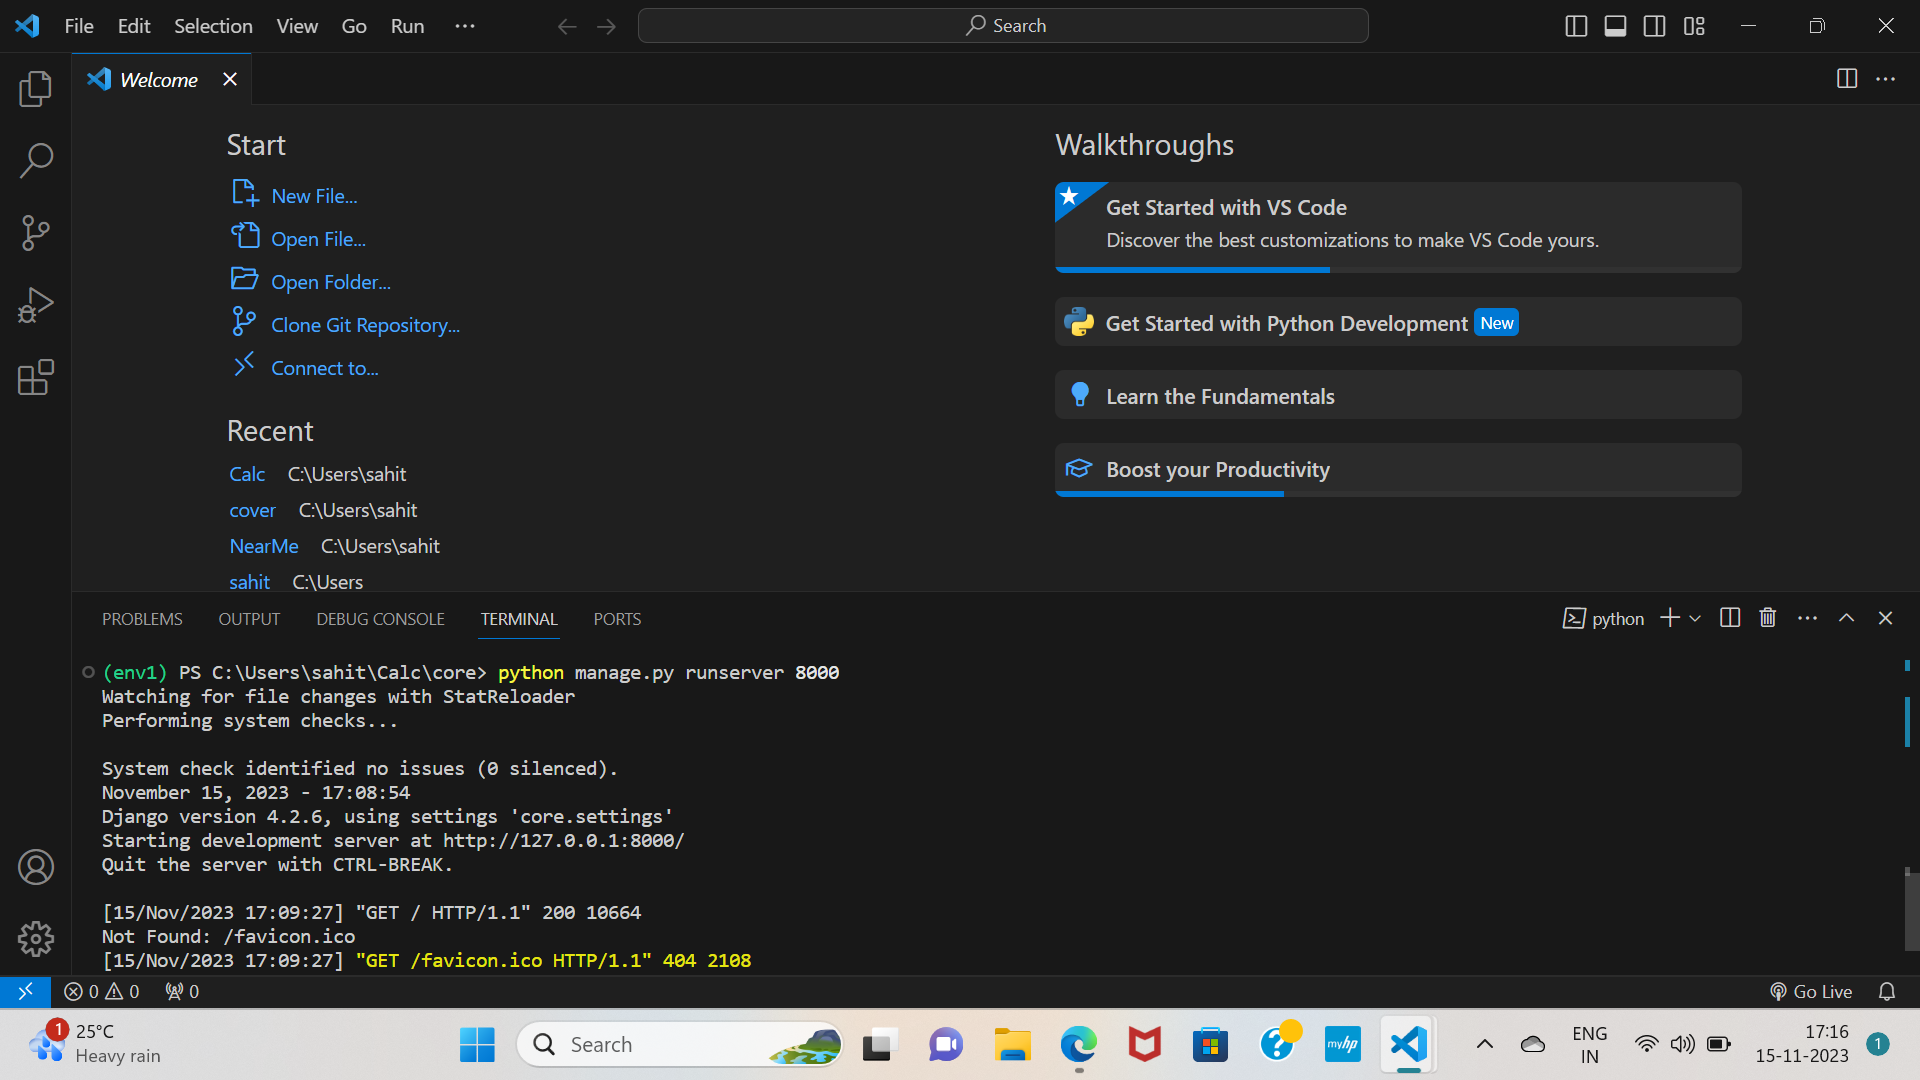 File Edit Selection View Go Run ··· Search
Welcome
Start
New File...
Open File...
Open Folder...
Clone Git Repository...
Connect to...
Recent
Calc C:\Users\sahit
cover C:\Users\sahit
NearMe C:\Users\sahit
sahit C:\Users
Walkthroughs
Get Started with VS Code
Discover the best customizations to make VS Code yours.
Get Started with Python Development New
Learn the Fundamentals
Boost your Productivity
PROBLEMS OUTPUT DEBUG CONSOLE TERMINAL PORTS python
(env1) PS C:\Users\sahit\Calc\core> python manage.py runserver 8000
Watching for file changes with StatReloader
Performing system checks...
System check identified no issues (0 silenced).
November 15, 2023 - 17:08:54
Django version 4.2.6, using settings 'core.settings'
Starting development server at http://127.0.0.1:8000/
Quit the server with CTRL-BREAK.
[15/Nov/2023 17:09:27] "GET / HTTP/1.1" 200 10664
Not Found: /favicon.ico
[15/Nov/2023 17:09:27] "GET /favicon.ico HTTP/1.1" 404 2108
0 0 0 Go Live
1 25°C
Heavy rain
Search
myhp
ENG
IN
17:16
15-11-2023
1